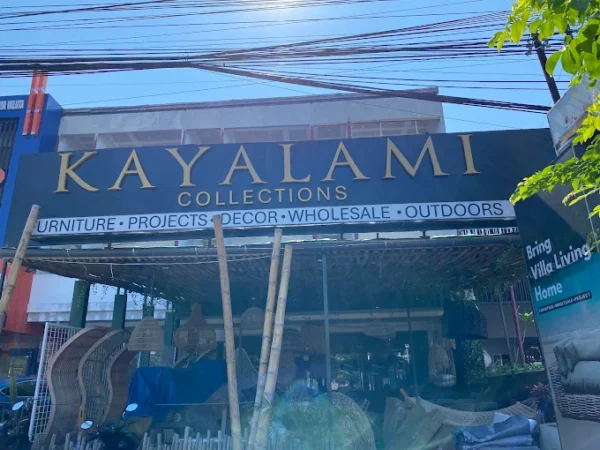 KAYALAMI
COLLECTIONS
URNITURE • PROJECTS • DECOR • WHOLESALE • OUTDOORS
Bring
Villa Living
Home